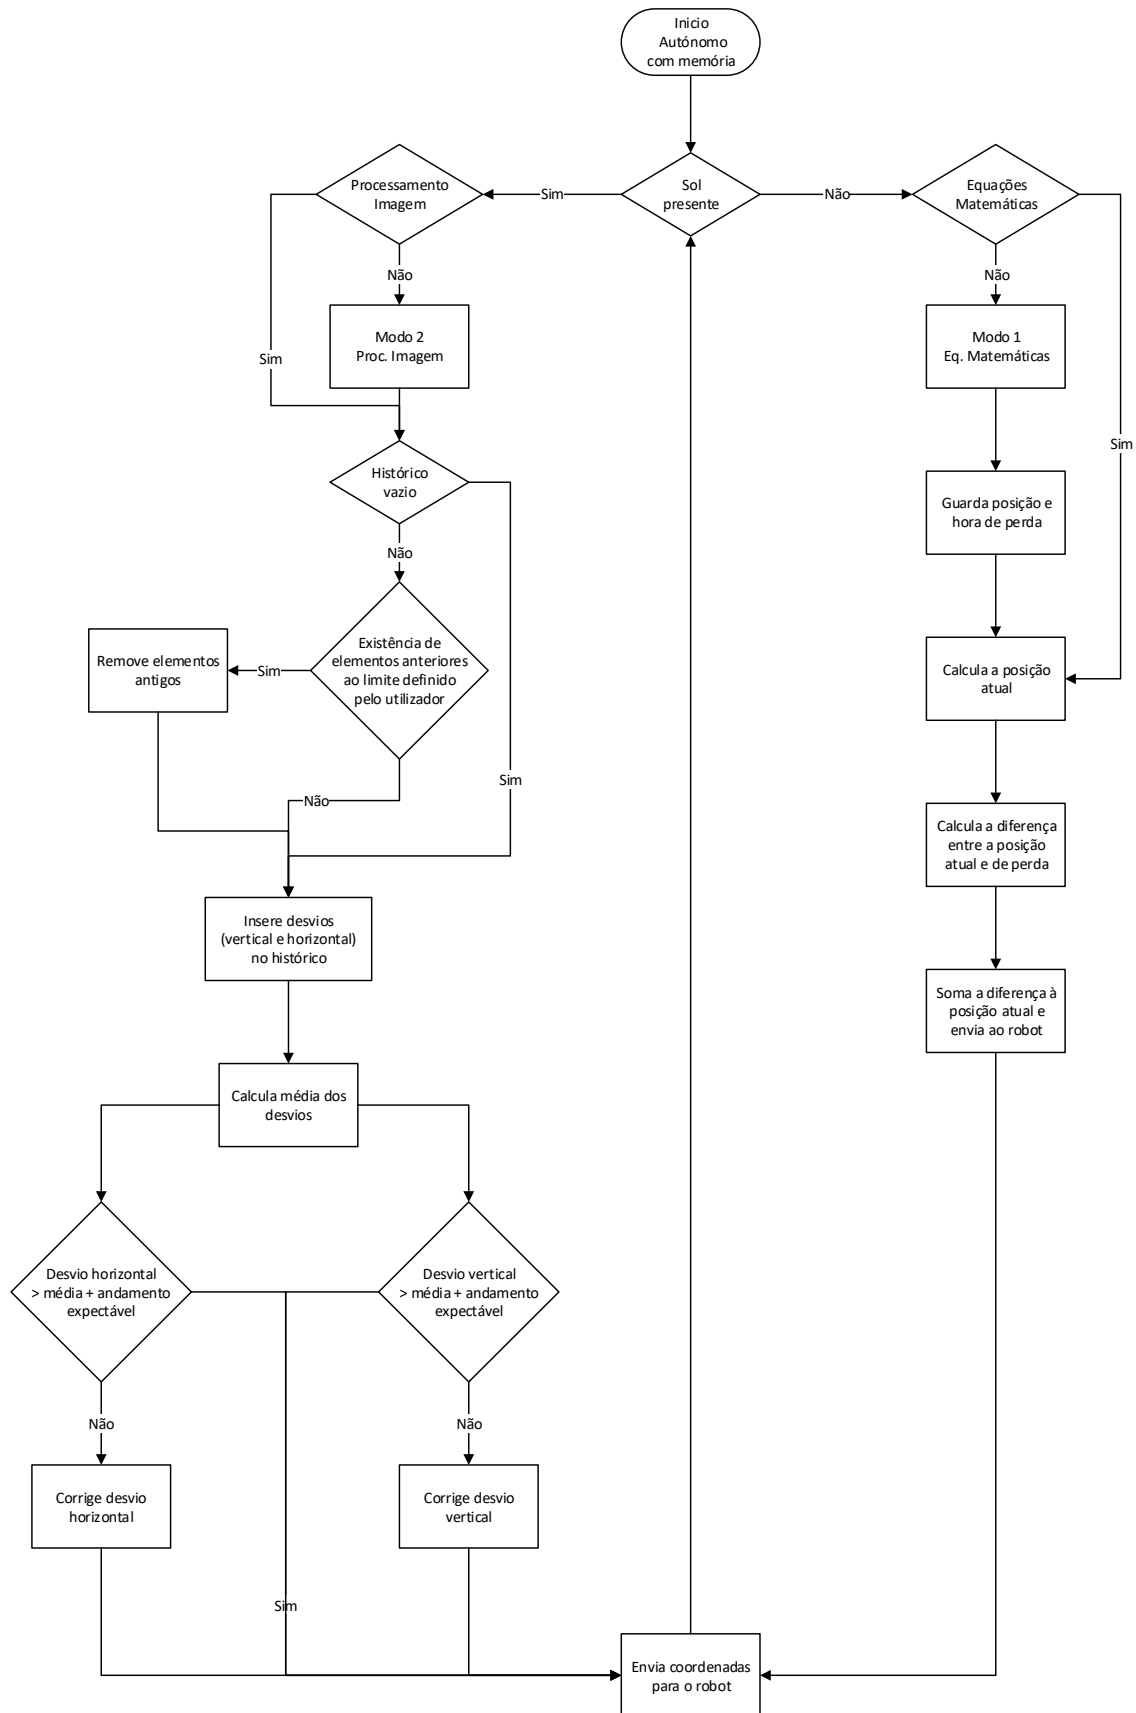 Inicio
Autónomo
com memória
Processamento
Imagem
Sim
Sol
presente
Não
Equações
Matemáticas
Não
Não
Modo 2
Proc. Imagem
Modo 1
Eq. Matemáticas
Sim
Sim
Histórico
vazio
Guarda posição e
hora de perda
Não
Existência de
elementos anteriores
ao limite definido
pelo utilizador
Sim
Remove elementos
antigos
Calcula a posição
atual
Sim
Não
Calcula a diferença
entre a posição
atual e de perda
Insere desvios
(vertical e horizontal)
no histórico
Soma a diferença à
posição atual e
envia ao robot
Calcula média dos
desvios
Desvio horizontal
> média + andamento
expectável
Desvio vertical
> média + andamento
expectável
Não
Não
Corrige desvio
horizontal
Corrige desvio
vertical
Sim
Envia coordenadas
para o robot